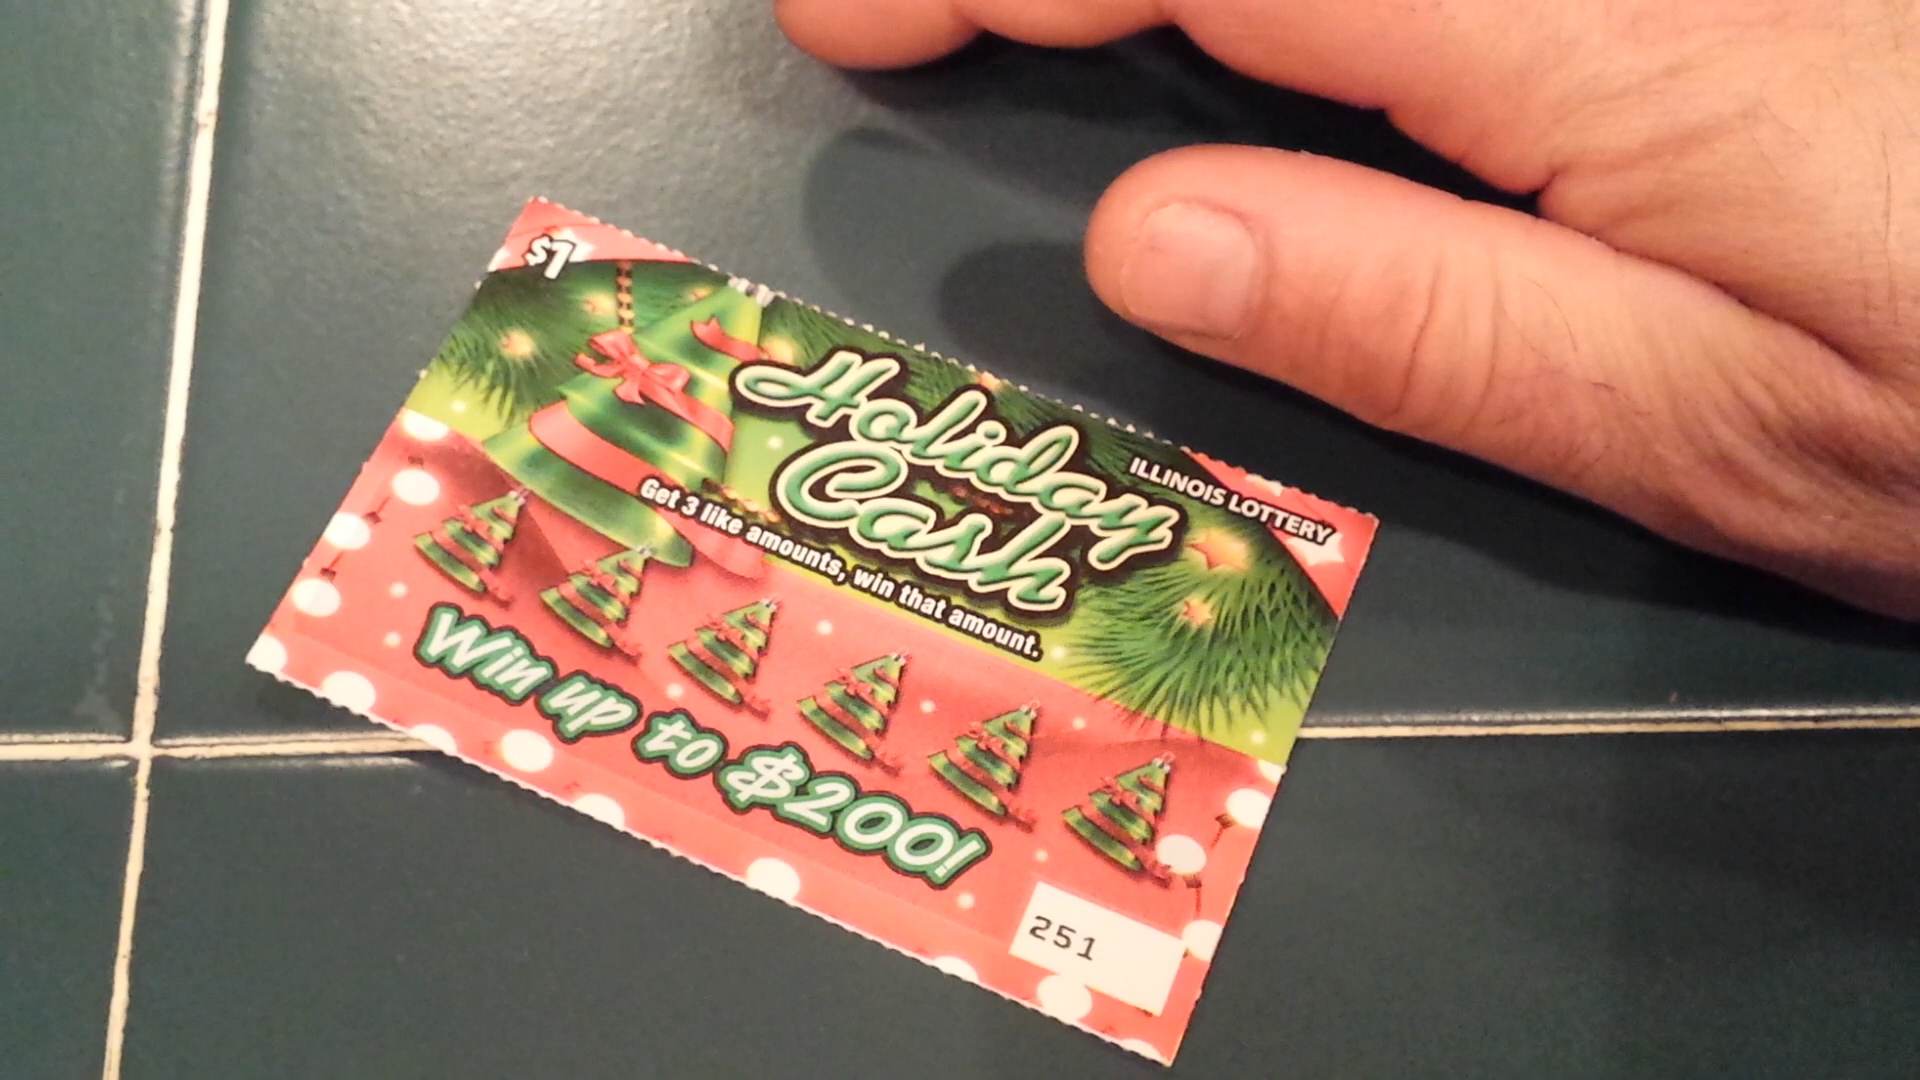 $1
Holiday
Cash
ILLINOIS LOTTERY
Get 3 like amounts, win that amount.
Win up to $200!
251